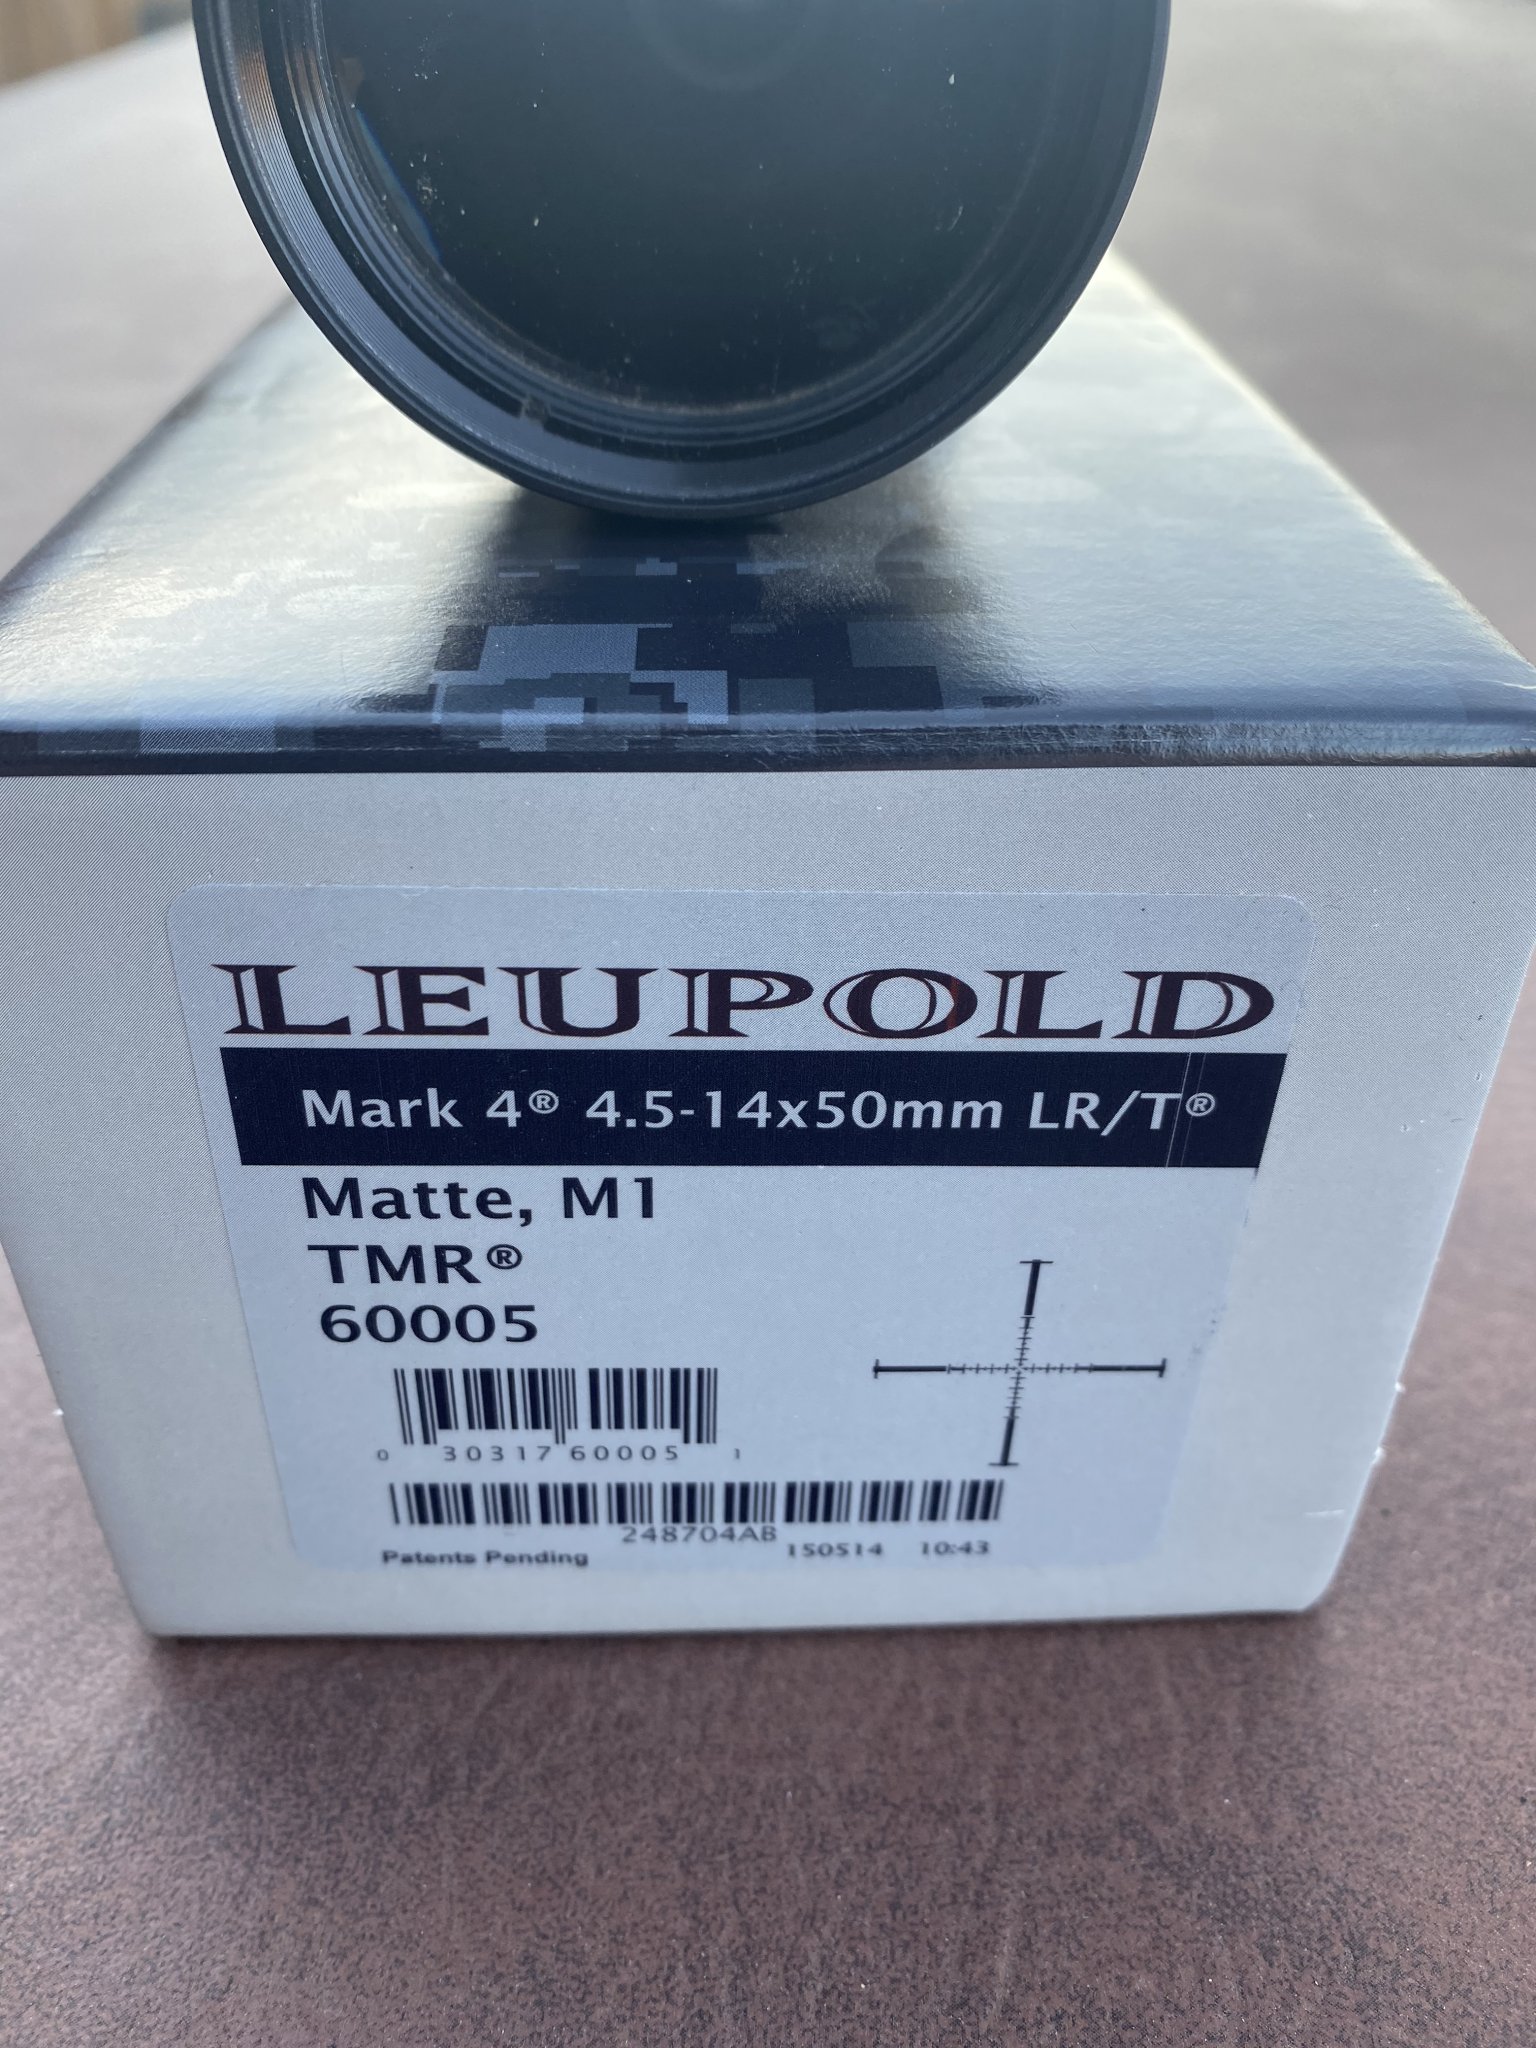 LEUPOLD
Mark 4® 4.5-14x50mm LR/T®
Matte, M1
TMR®
60005
0 30317 60005 1
248704AB
Patents Pending 150514 10:43